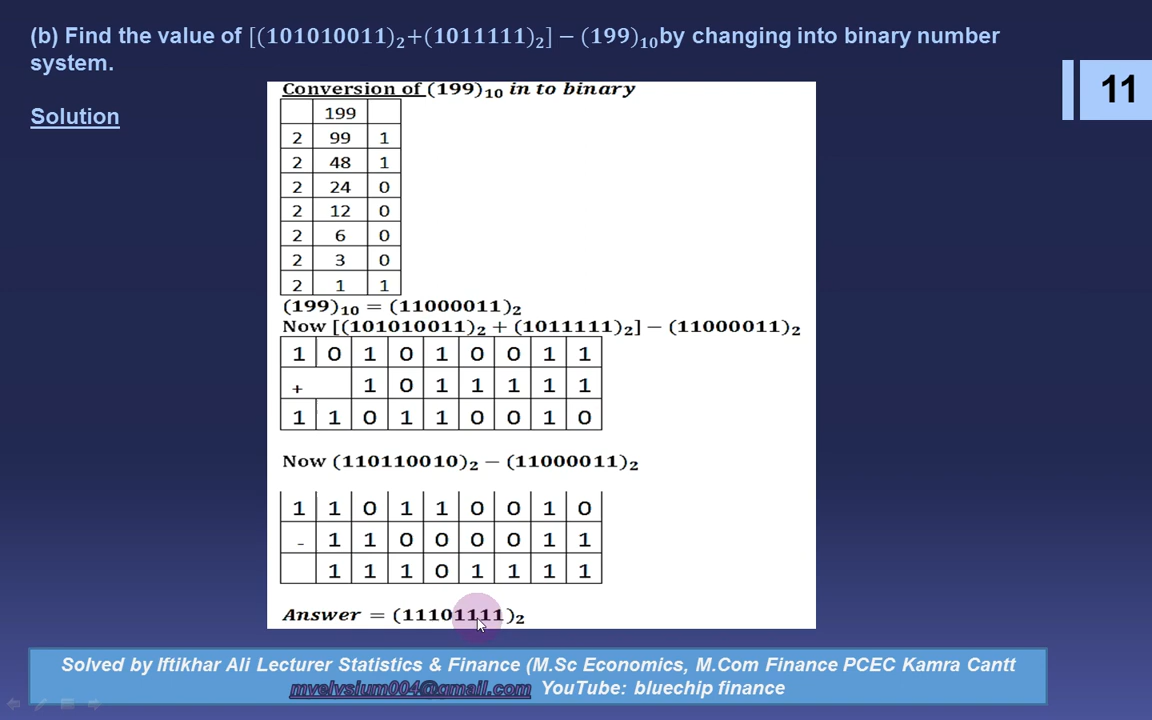 (b) Find the value of [(101010011)₂+(1011111)₂] − (199)₁₀by changing into binary number
system.
11
Solution
Conversion of (199)₁₀ in to binary
199
2 99 1
2 48 1
2 24 0
2 12 0
2 6 0
2 3 0
2 1 1
(199)₁₀ = (11000011)₂
Now [(101010011)₂ + (1011111)₂] − (11000011)₂
1 0 1 0 1 0 0 1 1
+ 1 0 1 1 1 1 1
1 1 0 1 1 0 0 1 0
Now (110110010)₂ − (11000011)₂
1 1 0 1 1 0 0 1 0
- 1 1 0 0 0 0 1 1
1 1 1 0 1 1 1 1
Answer = (11101111)₂
Solved by Iftikhar Ali Lecturer Statistics & Finance (M.Sc Economics, M.Com Finance PCEC Kamra Cantt
myelysium004@gmail.com YouTube: bluechip finance